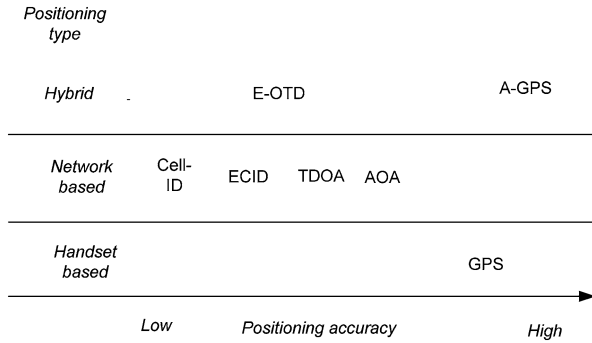 Positioning
type
Hybrid - E-OTD A-GPS
Network
based
Cell-
ID
ECID TDOA AOA
Handset
based
GPS
Low Positioning accuracy High